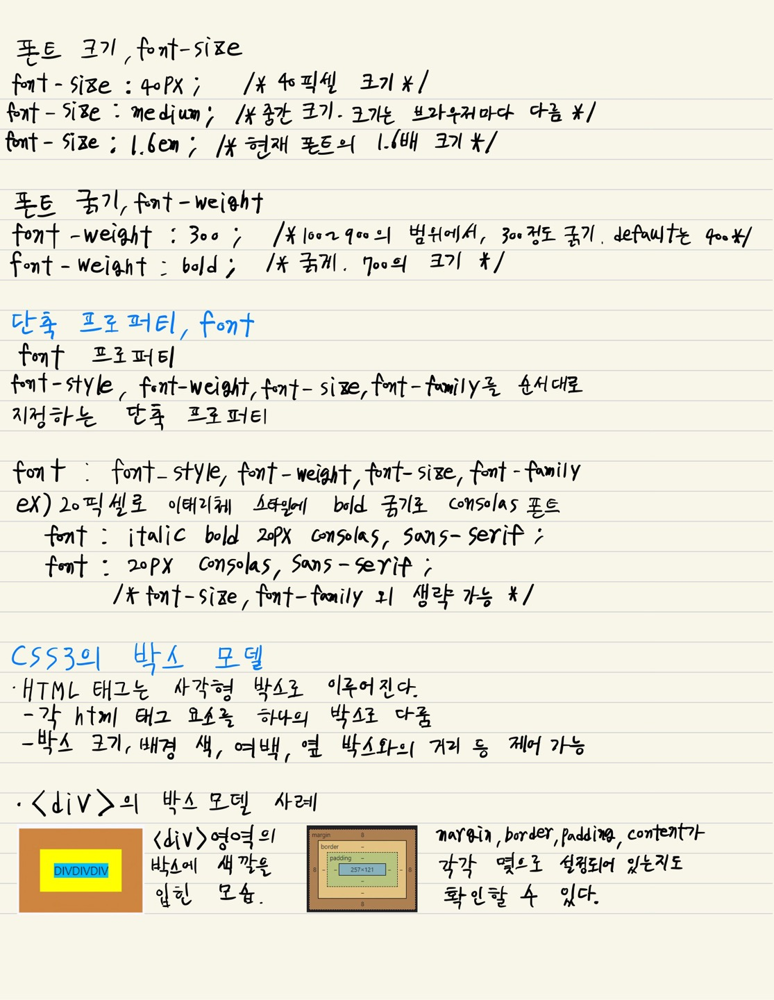 폰트 크기, font-size
font-size : 40px; /* 40픽셀 크기 */
font-size : medium; /* 중간 크기. 크기는 브라우저마다 다름 */
font-size : 1.6em; /* 현재 폰트의 1.6배 크기 */
폰트 굵기, font-weight
font-weight : 300; /* 100~900의 범위에서, 300정도 굵기. default는 400 */
font-weight : bold; /* 굵게. 700의 크기 */
단축 프로퍼티, font
font 프로퍼티
font-style, font-weight, font-size, font-family를 순서대로
지정하는 단축 프로퍼티
font : font-style, font-weight, font-size, font-family
ex) 20픽셀로 이태리체 스타일에 bold 굵기로 consolas 폰트
font : italic bold 20px consolas, sans-serif;
font : 20px consolas, sans-serif;
/* font-size, font-family 외 생략 가능 */
CSS3의 박스 모델
· HTML 태그는 사각형 박스로 이루어진다.
- 각 html 태그 요소를 하나의 박스로 다룸
- 박스 크기, 배경 색, 여백, 옆 박스와의 거리 등 제어 가능
· <div>의 박스 모델 사례
DIVDIVDIV
<div>영역의
박스에 색깔을
입힌 모습.
margin 8
border -
padding -
8 - - 257×121 - - 8
-
-
8
margin, border, padding, content가
각각 몇으로 설정되어 있는지도
확인할 수 있다.